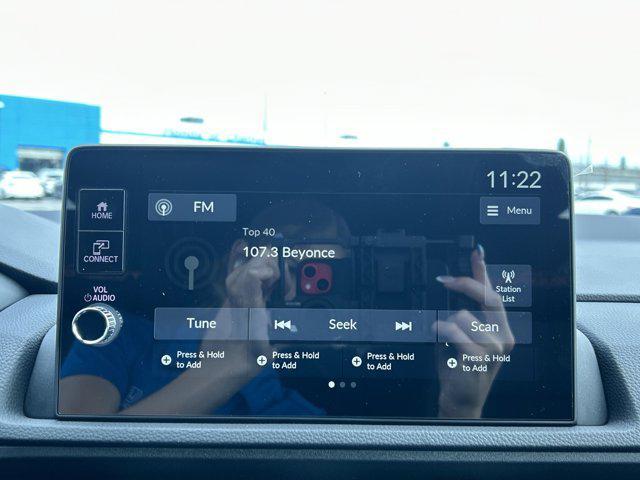 11:22
HOME
FM
Menu
Top 40
107.3 Beyonce
CONNECT
Station
List
VOL
AUDIO
Tune
Seek
Scan
Press & Hold
to Add
Press & Hold
to Add
Press & Hold
to Add
Press & Hold
to Add